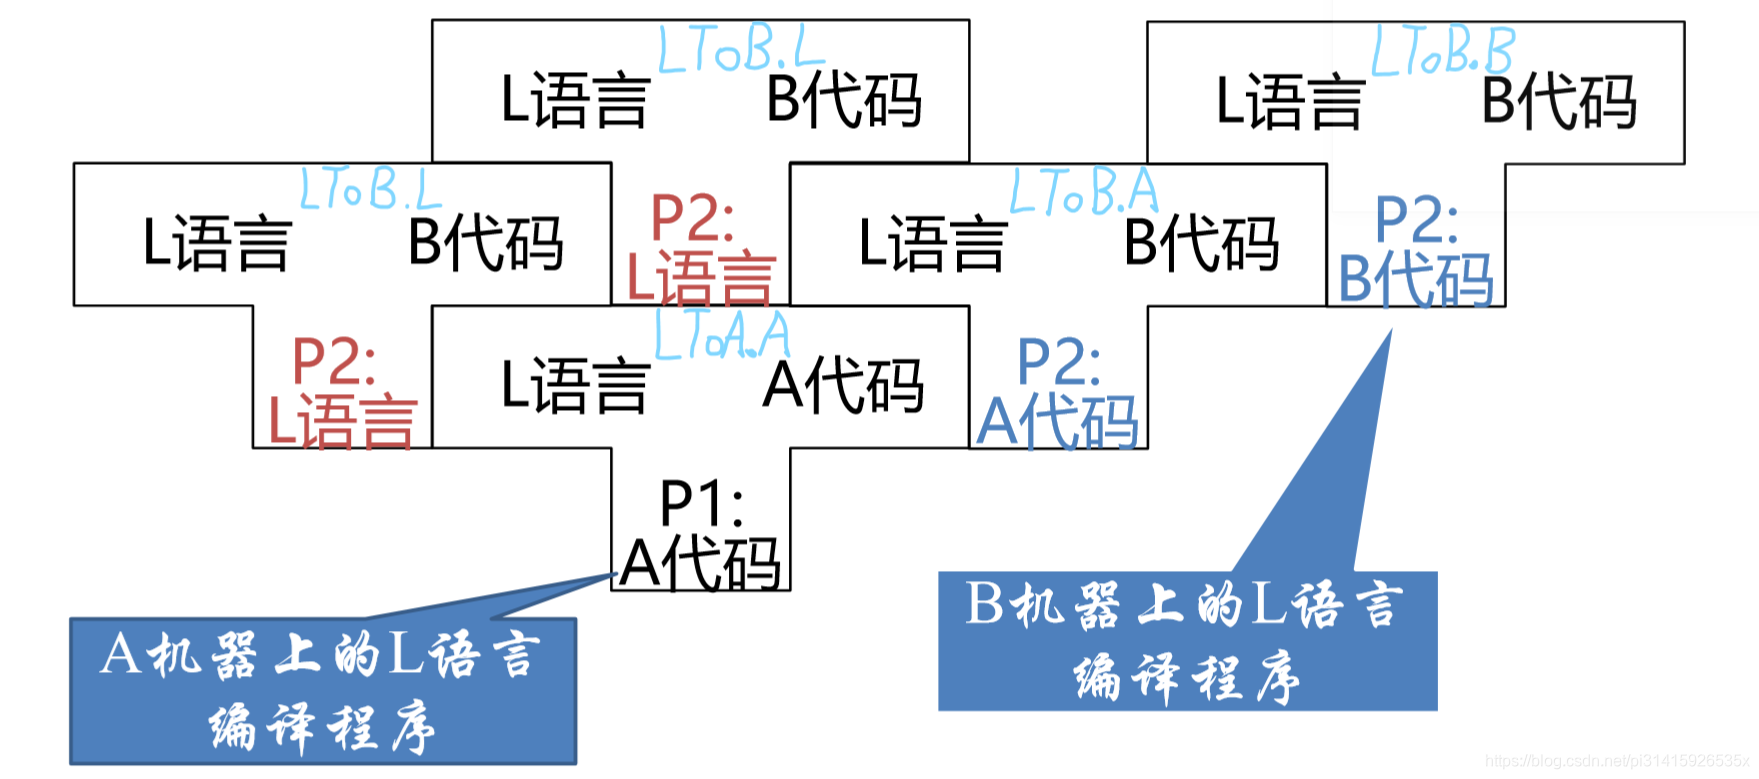 LToB.L
L语言 B代码
LToB.B
L语言 B代码
LToB.L
L语言 B代码
P2:
L语言
LToB.A
L语言 B代码
P2:
B代码
P2:
L语言
LToA.A
L语言 A代码
P2:
A代码
P1:
A代码
A机器上的L语言
编译程序
B机器上的L语言
编译程序
https://blog.csdn.net/pi31415926535x